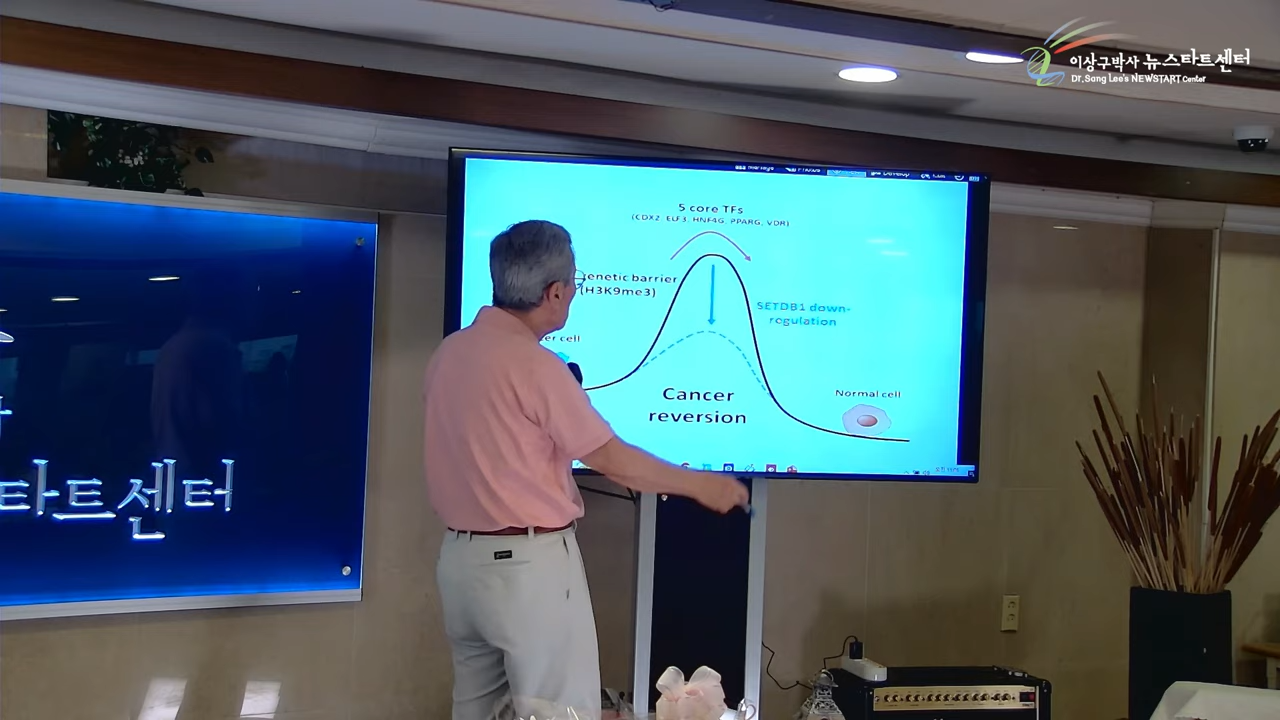 이상구박사 뉴스타트센터
Dr. Sang Lee's NEWSTART Center
5 core TFs
(CDX2, ELF3, HNF4G, PPARG, VDR)
enetic barrier
(H3K9me3)
SETDB1 down-
regulation
er cell
Cancer
reversion
Normal cell
타트센터